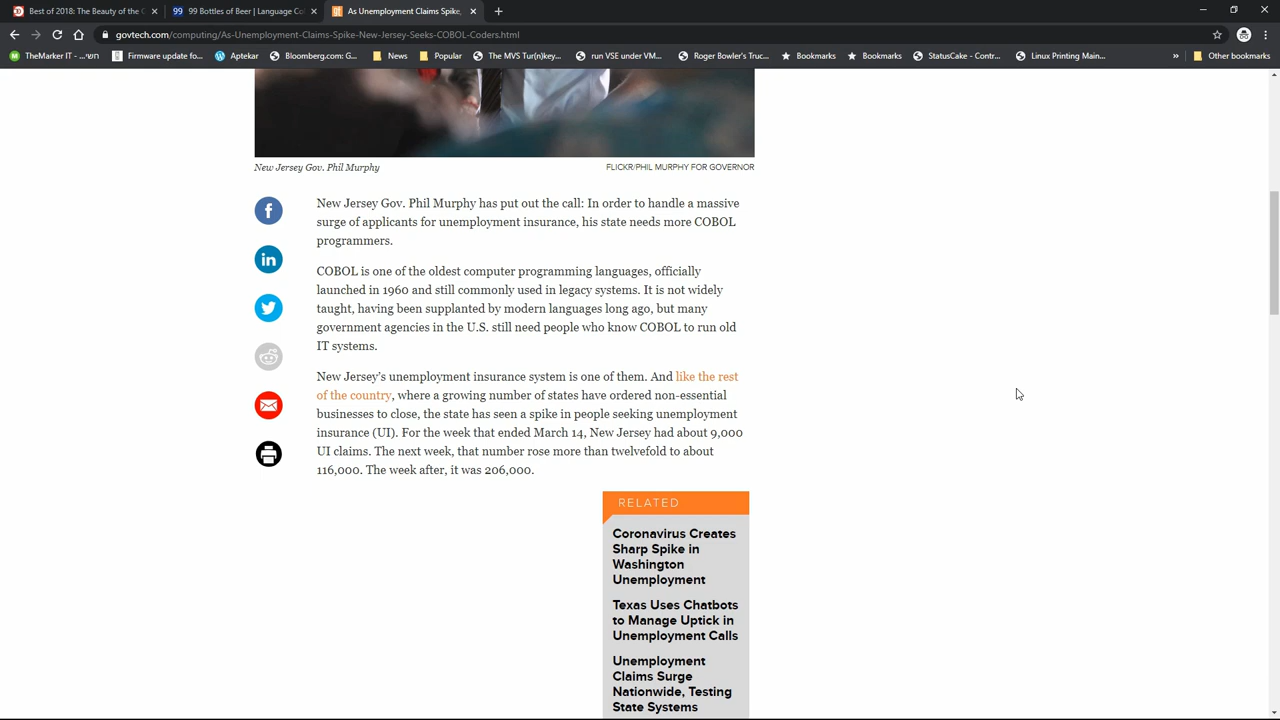 Best of 2018: The Beauty of the C
99 Bottles of Beer | Language Col
As Unemployment Claims Spike,
govtech.com/computing/As-Unemployment-Claims-Spike-New-Jersey-Seeks-COBOL-Coders.html
TheMarker IT - ...חשי
Firmware update fo...
Aptekar
Bloomberg.com: G...
News
Popular
The MVS Tur(n)key...
run VSE under VM...
Roger Bowler's Truc...
Bookmarks
Bookmarks
StatusCake - Contr...
Linux Printing Main...
»
Other bookmarks
New Jersey Gov. Phil Murphy
FLICKR/PHIL MURPHY FOR GOVERNOR
New Jersey Gov. Phil Murphy has put out the call: In order to handle a massive
surge of applicants for unemployment insurance, his state needs more COBOL
programmers.
COBOL is one of the oldest computer programming languages, officially
launched in 1960 and still commonly used in legacy systems. It is not widely
taught, having been supplanted by modern languages long ago, but many
government agencies in the U.S. still need people who know COBOL to run old
IT systems.
New Jersey’s unemployment insurance system is one of them. And like the rest
of the country, where a growing number of states have ordered non-essential
businesses to close, the state has seen a spike in people seeking unemployment
insurance (UI). For the week that ended March 14, New Jersey had about 9,000
UI claims. The next week, that number rose more than twelvefold to about
116,000. The week after, it was 206,000.
RELATED
Coronavirus Creates
Sharp Spike in
Washington
Unemployment
Texas Uses Chatbots
to Manage Uptick in
Unemployment Calls
Unemployment
Claims Surge
Nationwide, Testing
State Systems